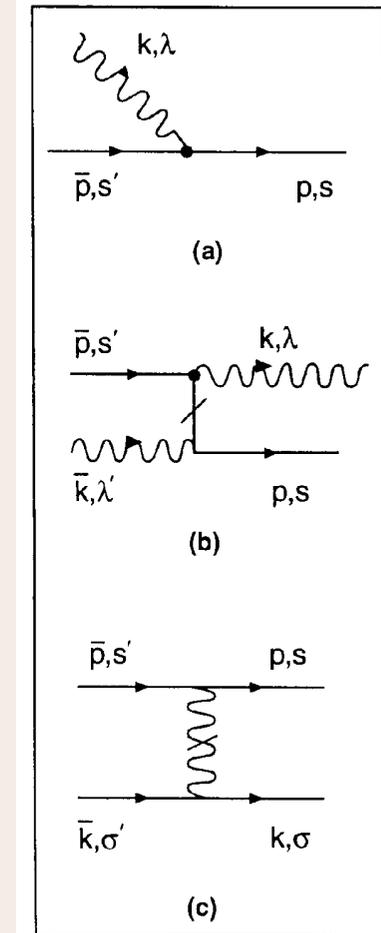 k,λ
p̄,s′ p,s
(a)
p̄,s′ k,λ
k̄,λ′ p,s
(b)
p̄,s′ p,s
k̄,σ′ k,σ
(c)